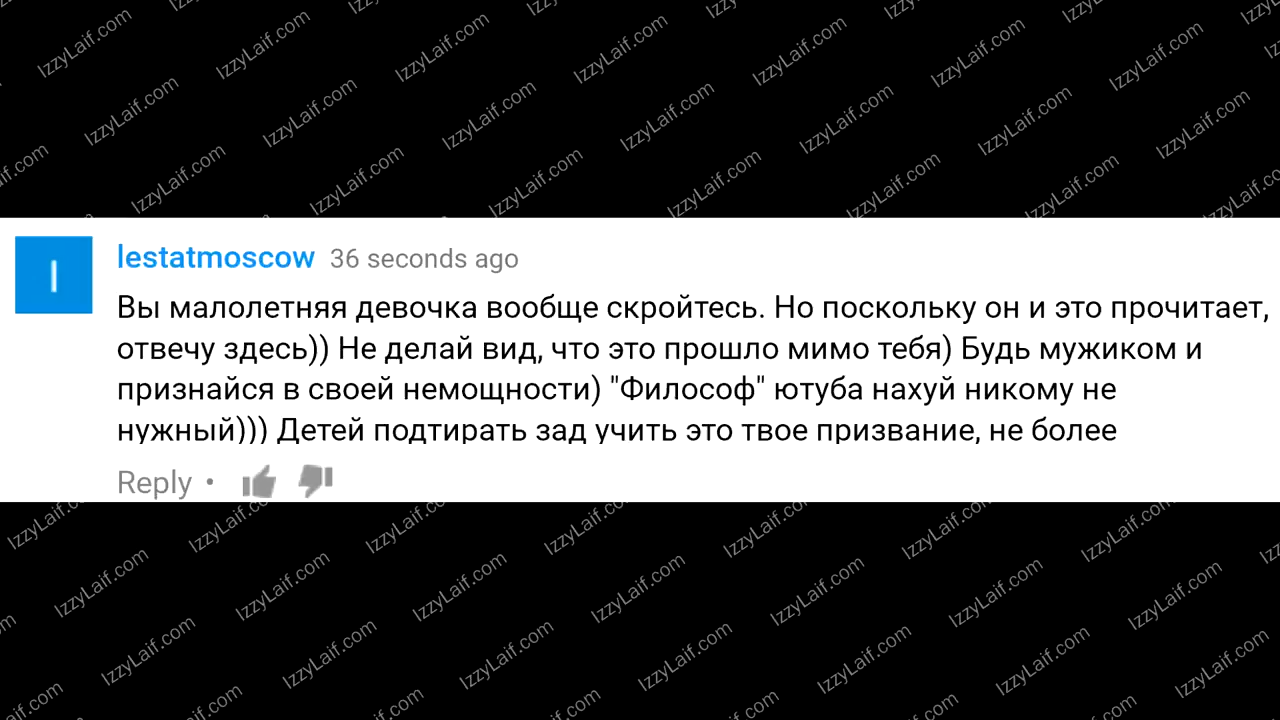 lestatmoscow 36 seconds ago
Вы малолетняя девочка вообще скройтесь. Но поскольку он и это прочитает,
отвечу здесь)) Не делай вид, что это прошло мимо тебя) Будь мужиком и
признайся в своей немощности) "Философ" ютуба нахуй никому не
нужный))) Детей подтирать зад учить это твое призвание, не более
Reply •
IzzyLaif.com